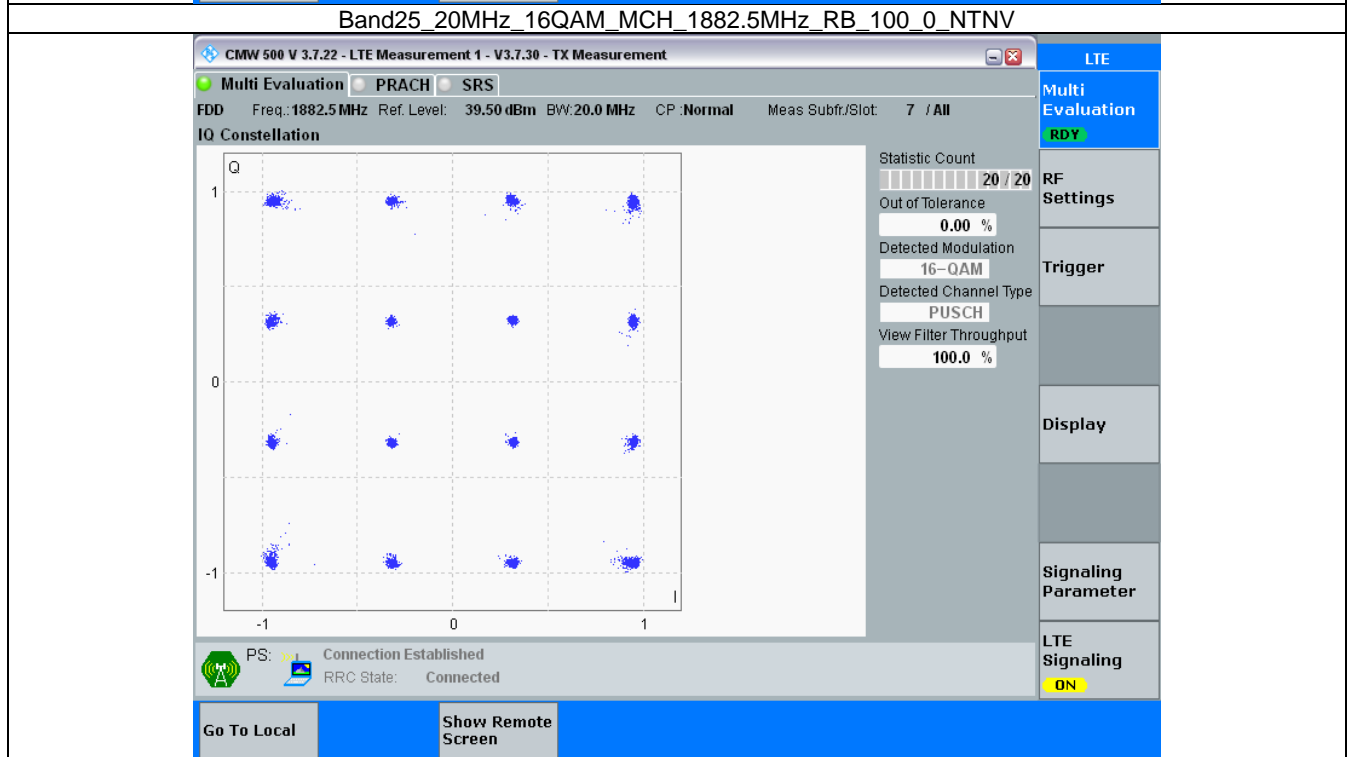 Band25_20MHz_16QAM_MCH_1882.5MHz_RB_100_0_NTNV
CMW 500 V 3.7.22 - LTE Measurement 1 - V3.7.30 - TX Measurement
LTE
Multi Evaluation PRACH SRS
Multi
Evaluation
RDY
FDD Freq.:1882.5 MHz Ref. Level: 39.50 dBm BW:20.0 MHz CP :Normal Meas Subfr./Slot: 7 / All
IQ Constellation
Q
1
0
-1
I
-1 0 1
Statistic Count
20 / 20
Out of Tolerance
0.00 %
Detected Modulation
16-QAM
Detected Channel Type
PUSCH
View Filter Throughput
100.0 %
RF
Settings
Trigger
Display
Signaling
Parameter
LTE
Signaling
ON
PS: Connection Established
RRC State: Connected
Go To Local
Show Remote
Screen